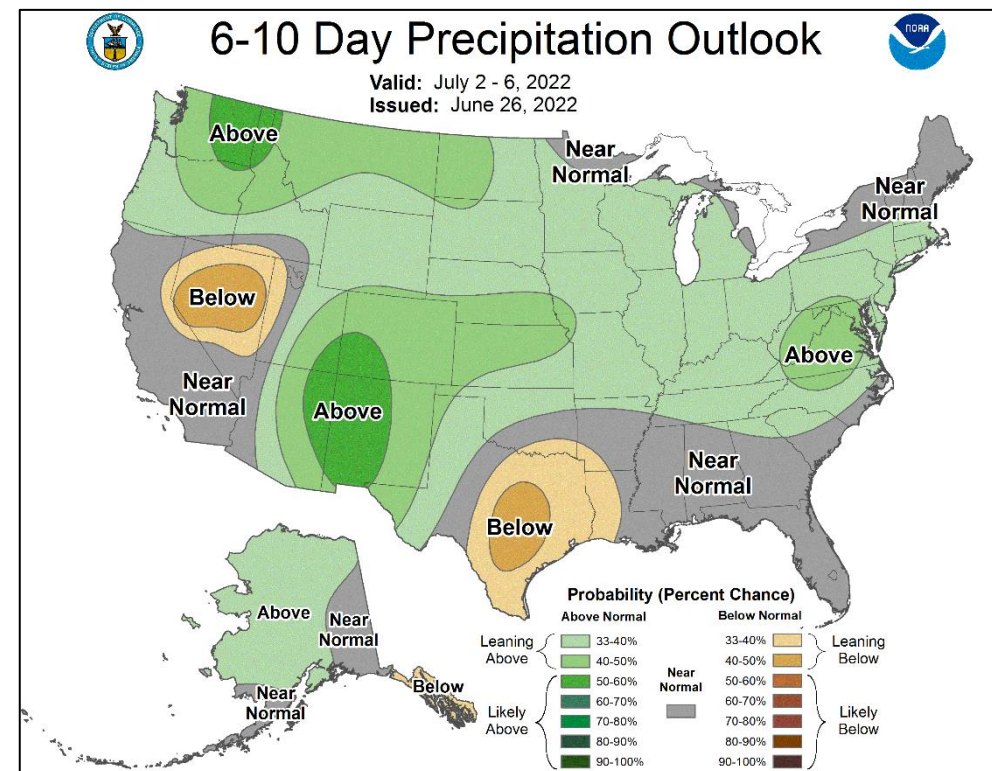 6-10 Day Precipitation Outlook
NOAA
Valid: July 2 - 6, 2022
Issued: June 26, 2022
Above
Near
Normal
Near
Normal
Below
Above
Near
Normal
Above
Near
Normal
Below
Above
Near
Normal
Near
Normal
Below
Probability (Percent Chance)
Above Normal Below Normal
Leaning
Above
33-40%
40-50%
50-60%
60-70%
70-80%
80-90%
90-100%
Likely
Above
Near
Normal
33-40%
40-50%
50-60%
60-70%
70-80%
80-90%
90-100%
Leaning
Below
Likely
Below